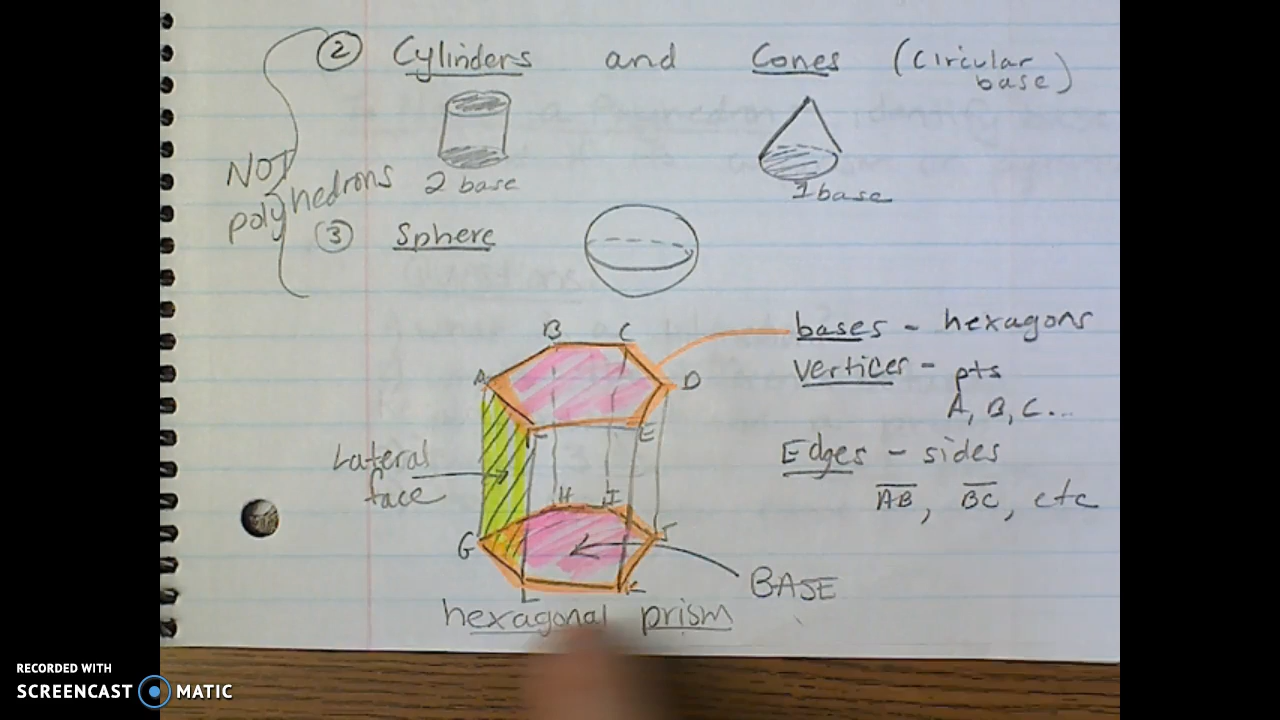 ② Cylinders and Cones (Circular base)
2 base
1 base
NOT polyhedrons
③ Sphere
B C
A D
E
bases - hexagons
vertices - pts
A, B, C...
Edges - sides
AB, BC, etc
Lateral face
H I
G J
L K
BASE
hexagonal prism
RECORDED WITH
SCREENCAST MATIC